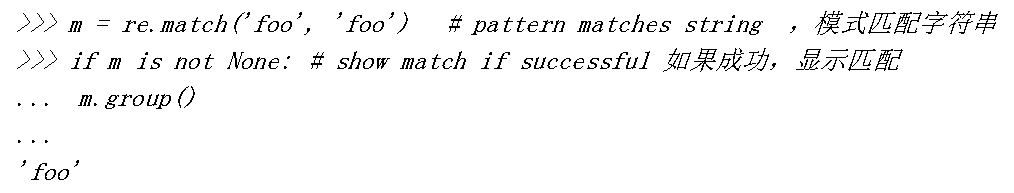 >>> m = re.match('foo', 'foo')   # pattern matches string ，模式匹配字符串
>>> if m is not None: # show match if successful 如果成功，显示匹配
...  m.group()
...
'foo'